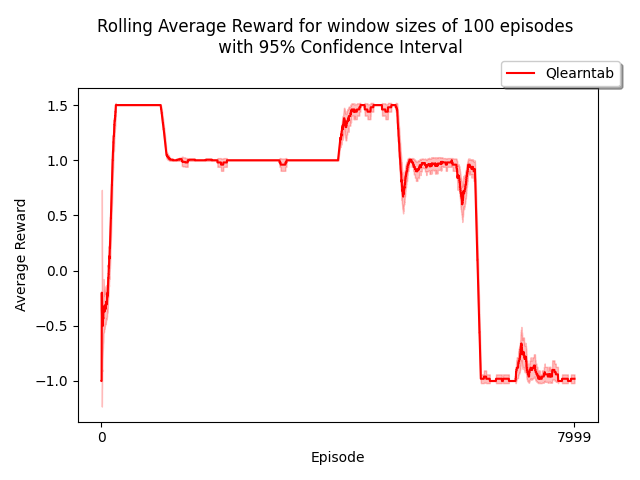 Rolling Average Reward for window sizes of 100 episodes
with 95% Confidence Interval
Qlearntab
1.5
1.0
0.5
0.0
−0.5
−1.0
Average Reward
0
7999
Episode